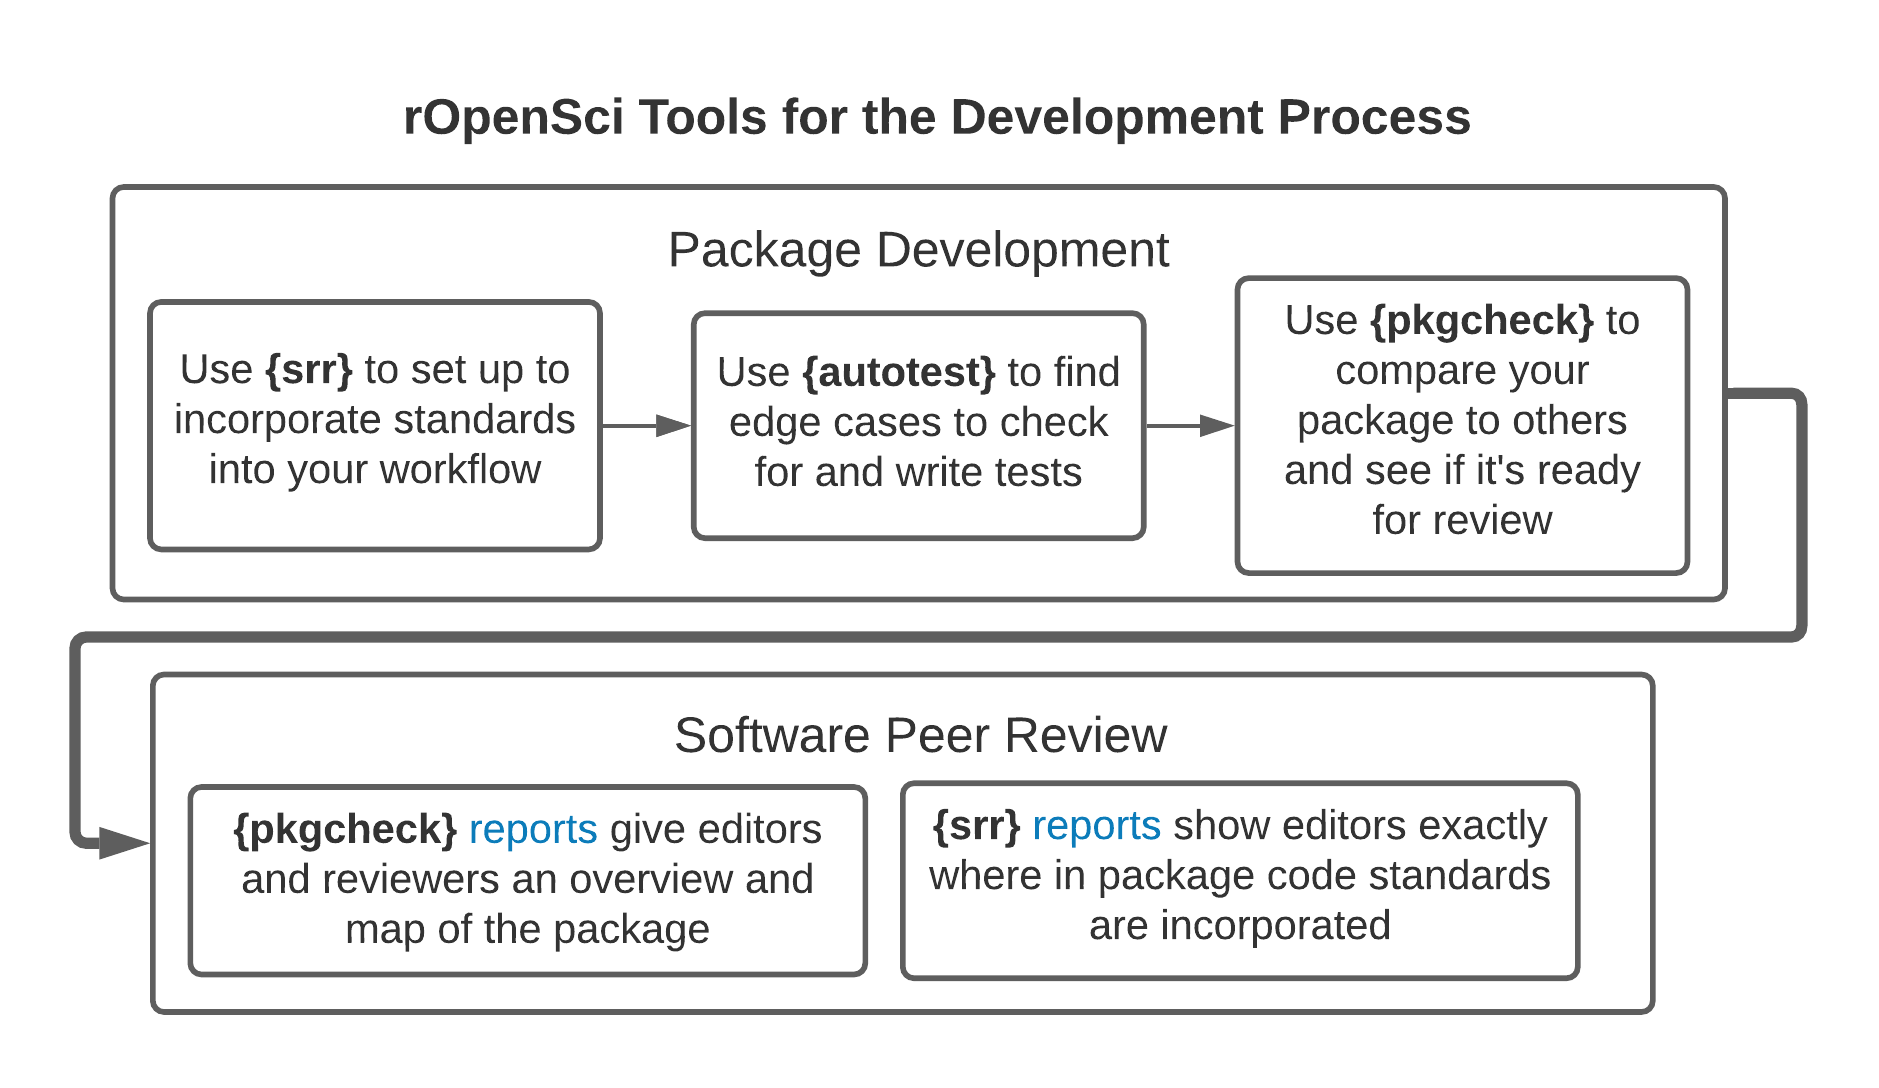 rOpenSci Tools for the Development Process
Package Development
Use {srr} to set up to
incorporate standards
into your workflow
Use {autotest} to find
edge cases to check
for and write tests
Use {pkgcheck} to
compare your
package to others
and see if it's ready
for review
Software Peer Review
{pkgcheck} reports give editors
and reviewers an overview and
map of the package
{srr} reports show editors exactly
where in package code standards
are incorporated